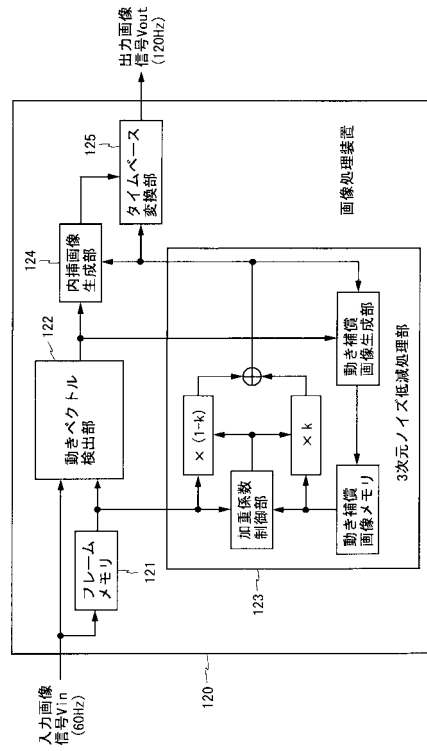 入力画像
信号Vin
(60Hz)
120
フレーム
メモリ
121
動きベクトル
検出部
122
123
加重係数
制御部
× (1-k)
× k
動き補償
画像メモリ
動き補償
画像生成部
3次元ノイズ低減処理部
内挿画像
生成部
124
タイムベース
変換部
125
画像処理装置
出力画像
信号Vout
(120Hz)